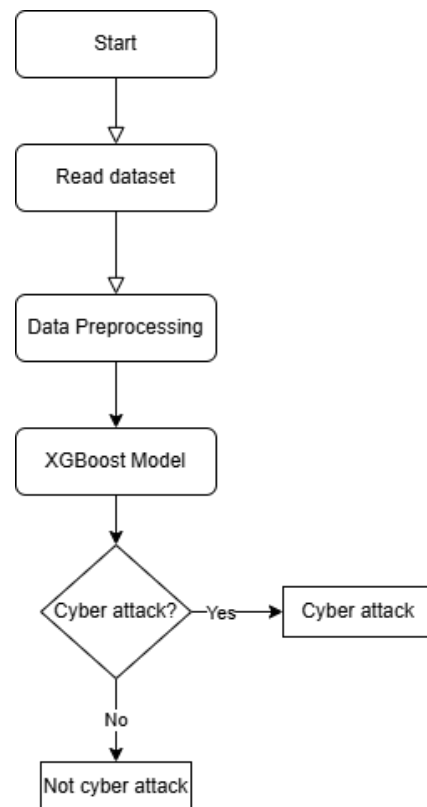 Start
Read dataset
Data Preprocessing
XGBoost Model
Cyber attack?
Yes
Cyber attack
No
Not cyber attack